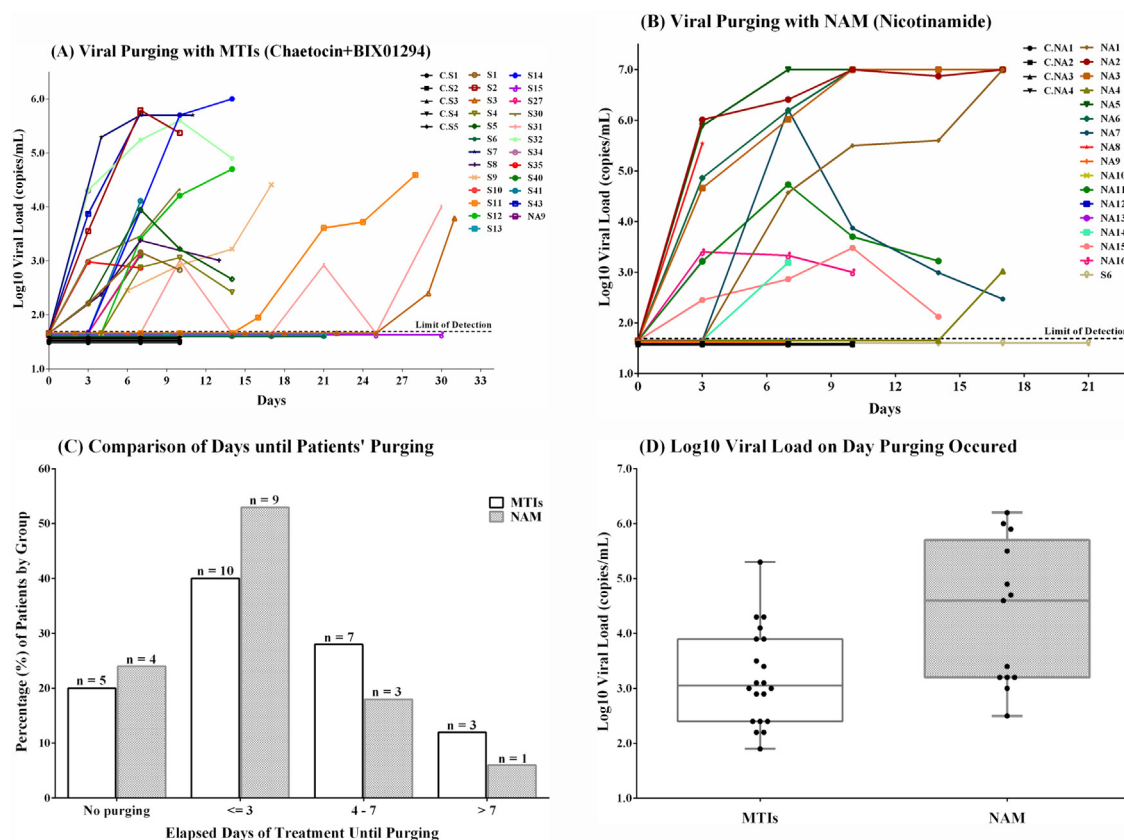 (A) Viral Purging with MTIs (Chaetocin+BIX01294)
Log10 Viral Load (copies/mL)
6.0
5.0
4.0
3.0
2.0
1.0
0 3 6 9 12 15 18 21 24 27 30 33
Days
Limit of Detection
C.S1
C.S2
C.S3
C.S4
C.S5
S1
S2
S3
S4
S5
S6
S7
S8
S9
S10
S11
S12
S13
S14
S15
S27
S30
S31
S32
S34
S35
S40
S41
S43
NA9
(B) Viral Purging with NAM (Nicotinamide)
Log10 Viral Load (copies/mL)
7.0
6.0
5.0
4.0
3.0
2.0
1.0
0 3 6 9 12 15 18 21
Days
Limit of Detection
C.NA1
C.NA2
C.NA3
C.NA4
NA1
NA2
NA3
NA4
NA5
NA6
NA7
NA8
NA9
NA10
NA11
NA12
NA13
NA14
NA15
NA16
S6
(C) Comparison of Days until Patients' Purging
Percentage (%) of Patients by Group
60
50
40
30
20
10
0
MTIs
NAM
n = 5
n = 4
n = 10
n = 9
n = 7
n = 3
n = 3
n = 1
No purging <= 3 4 - 7 > 7
Elapsed Days of Treatment Until Purging
(D) Log10 Viral Load on Day Purging Occured
Log10 Viral Load (copies/mL)
7.0
6.0
5.0
4.0
3.0
2.0
1.0
MTIs NAM